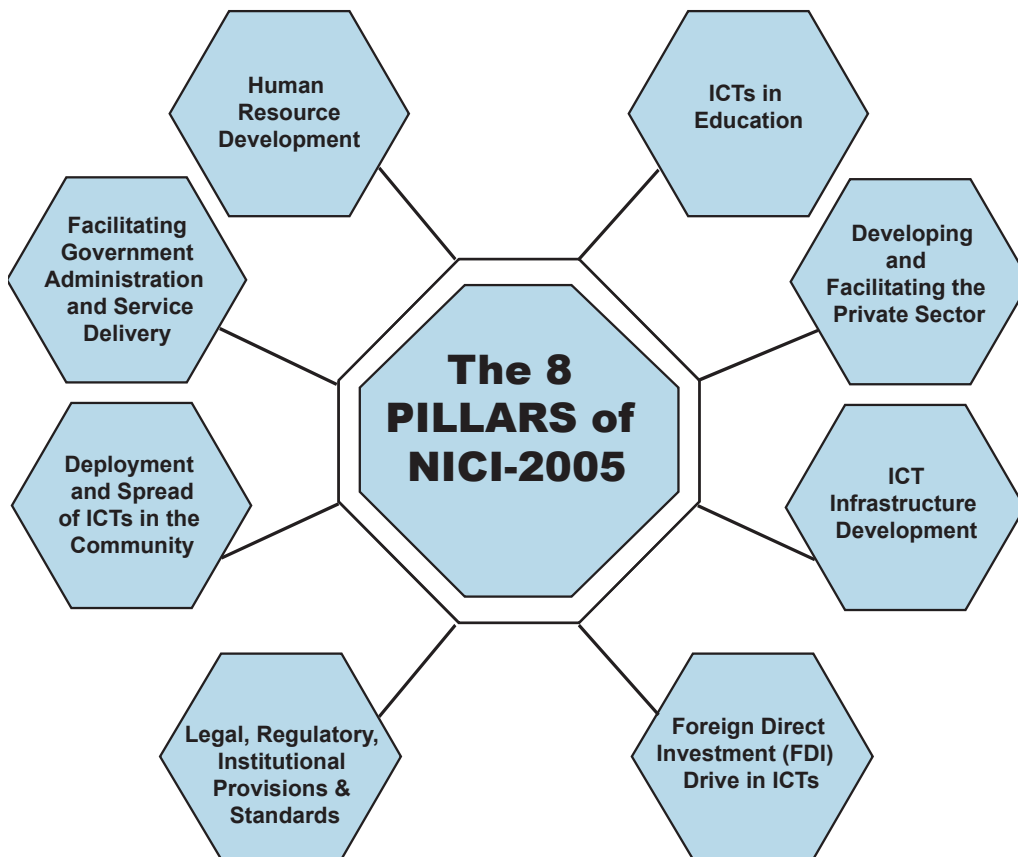 Human
Resource
Development
ICTs in
Education
Facilitating
Government
Administration
and Service
Delivery
Developing
and
Facilitating the
Private Sector
The 8
PILLARS of
NICI-2005
Deployment
and Spread
of ICTs in the
Community
ICT
Infrastructure
Development
Legal, Regulatory,
Institutional
Provisions &
Standards
Foreign Direct
Investment (FDI)
Drive in ICTs